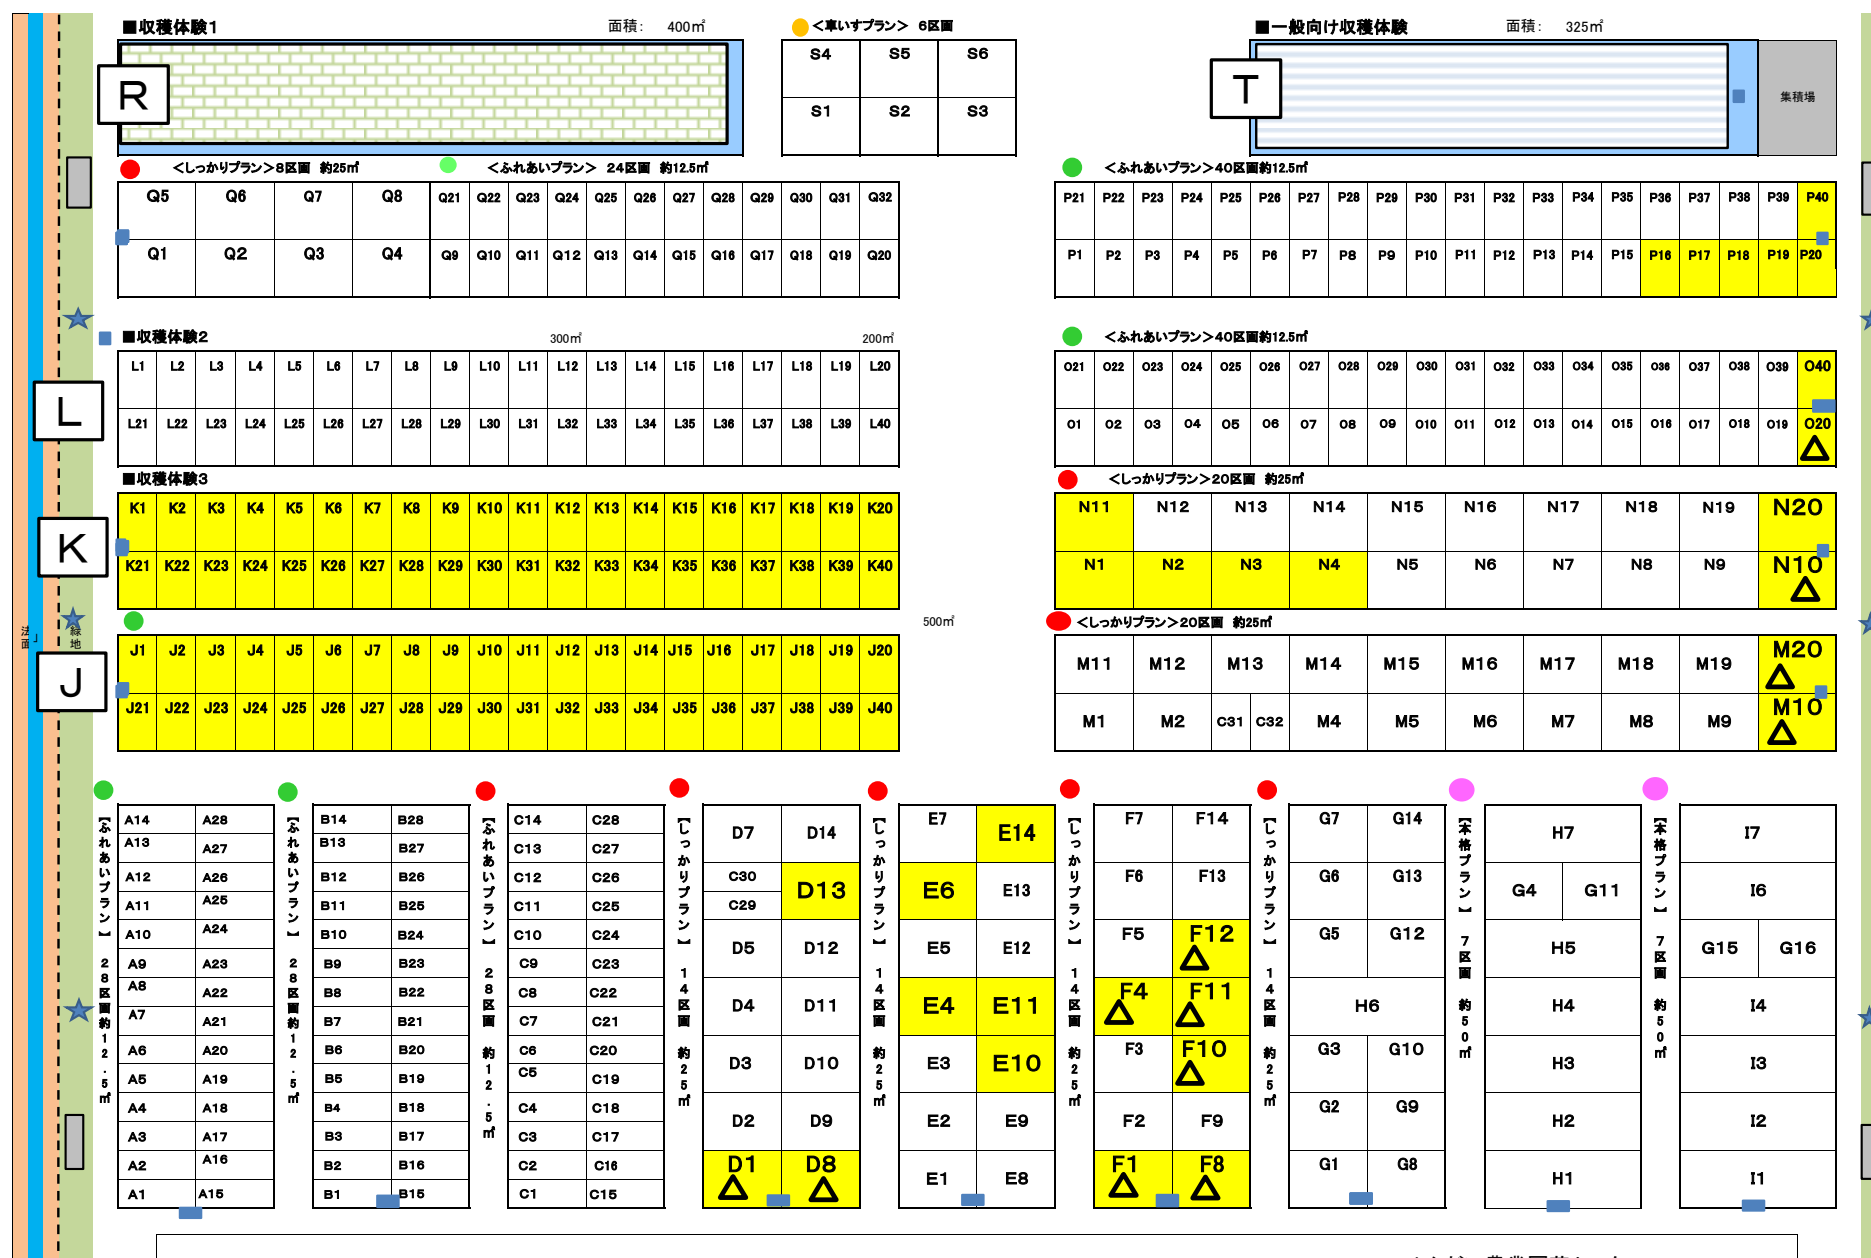 ■収穫体験1 面積： 400㎡ ＜車いすプラン＞ 6区画 ■一般向け収穫体験 面積： 325㎡
R
S4 S5 S6
S1 S2 S3
T
集積場
＜しっかりプラン＞8区画 約25㎡ ＜ふれあいプラン＞ 24区画 約12.5㎡ ＜ふれあいプラン＞40区画約12.5㎡
Q5 Q6 Q7 Q8 Q21 Q22 Q23 Q24 Q25 Q26 Q27 Q28 Q29 Q30 Q31 Q32
Q1 Q2 Q3 Q4 Q9 Q10 Q11 Q12 Q13 Q14 Q15 Q16 Q17 Q18 Q19 Q20
P21 P22 P23 P24 P25 P26 P27 P28 P29 P30 P31 P32 P33 P34 P35 P36 P37 P38 P39 P40
P1 P2 P3 P4 P5 P6 P7 P8 P9 P10 P11 P12 P13 P14 P15 P16 P17 P18 P19 P20
■収穫体験2 300㎡ 200㎡ ＜ふれあいプラン＞40区画約12.5㎡
L
L1 L2 L3 L4 L5 L6 L7 L8 L9 L10 L11 L12 L13 L14 L15 L16 L17 L18 L19 L20
L21 L22 L23 L24 L25 L26 L27 L28 L29 L30 L31 L32 L33 L34 L35 L36 L37 L38 L39 L40
O21 O22 O23 O24 O25 O26 O27 O28 O29 O30 O31 O32 O33 O34 O35 O36 O37 O38 O39 O40
O1 O2 O3 O4 O5 O6 O7 O8 O9 O10 O11 O12 O13 O14 O15 O16 O17 O18 O19 O20
△
■収穫体験3 ＜しっかりプラン＞20区画 約25㎡
K
K1 K2 K3 K4 K5 K6 K7 K8 K9 K10 K11 K12 K13 K14 K15 K16 K17 K18 K19 K20
K21 K22 K23 K24 K25 K26 K27 K28 K29 K30 K31 K32 K33 K34 K35 K36 K37 K38 K39 K40
N11 N12 N13 N14 N15 N16 N17 N18 N19 N20
N1 N2 N3 N4 N5 N6 N7 N8 N9 N10
△
500㎡ ＜しっかりプラン＞20区画 約25㎡
法面
緑地
J
J1 J2 J3 J4 J5 J6 J7 J8 J9 J10 J11 J12 J13 J14 J15 J16 J17 J18 J19 J20
J21 J22 J23 J24 J25 J26 J27 J28 J29 J30 J31 J32 J33 J34 J35 J36 J37 J38 J39 J40
M11 M12 M13 M14 M15 M16 M17 M18 M19 M20
△
M1 M2 C31 C32 M4 M5 M6 M7 M8 M9 M10
△
【ふれあいプラン】 28区画約12.5㎡
A14 A28
A13 A27
A12 A26
A11 A25
A10 A24
A9 A23
A8 A22
A7 A21
A6 A20
A5 A19
A4 A18
A3 A17
A2 A16
A1 A15
【ふれあいプラン】 28区画約12.5㎡
B14 B28
B13 B27
B12 B26
B11 B25
B10 B24
B9 B23
B8 B22
B7 B21
B6 B20
B5 B19
B4 B18
B3 B17
B2 B16
B1 B15
【ふれあいプラン】 28区画 約12.5㎡
C14 C28
C13 C27
C12 C26
C11 C25
C10 C24
C9 C23
C8 C22
C7 C21
C6 C20
C5 C19
C4 C18
C3 C17
C2 C16
C1 C15
【しっかりプラン】 14区画 約25㎡
D7 D14
C30 D13
C29
D5 D12
D4 D11
D3 D10
D2 D9
D1 D8
△ △
【しっかりプラン】 14区画 約25㎡
E7 E14
E6 E13
E5 E12
E4 E11
E3 E10
E2 E9
E1 E8
【しっかりプラン】 14区画 約25㎡
F7 F14
F6 F13
F5 F12
△
F4 F11
△ △
F3 F10
△
F2 F9
F1 F8
△ △
【しっかりプラン】 14区画 約25㎡
G7 G14
G6 G13
G5 G12
H6
G3 G10
G2 G9
G1 G8
【本格プラン】 7区画 約50㎡
H7
G4 G11
H5
H4
H3
H2
H1
【本格プラン】 7区画 約50㎡
I7
I6
G15 G16
I4
I3
I2
I1